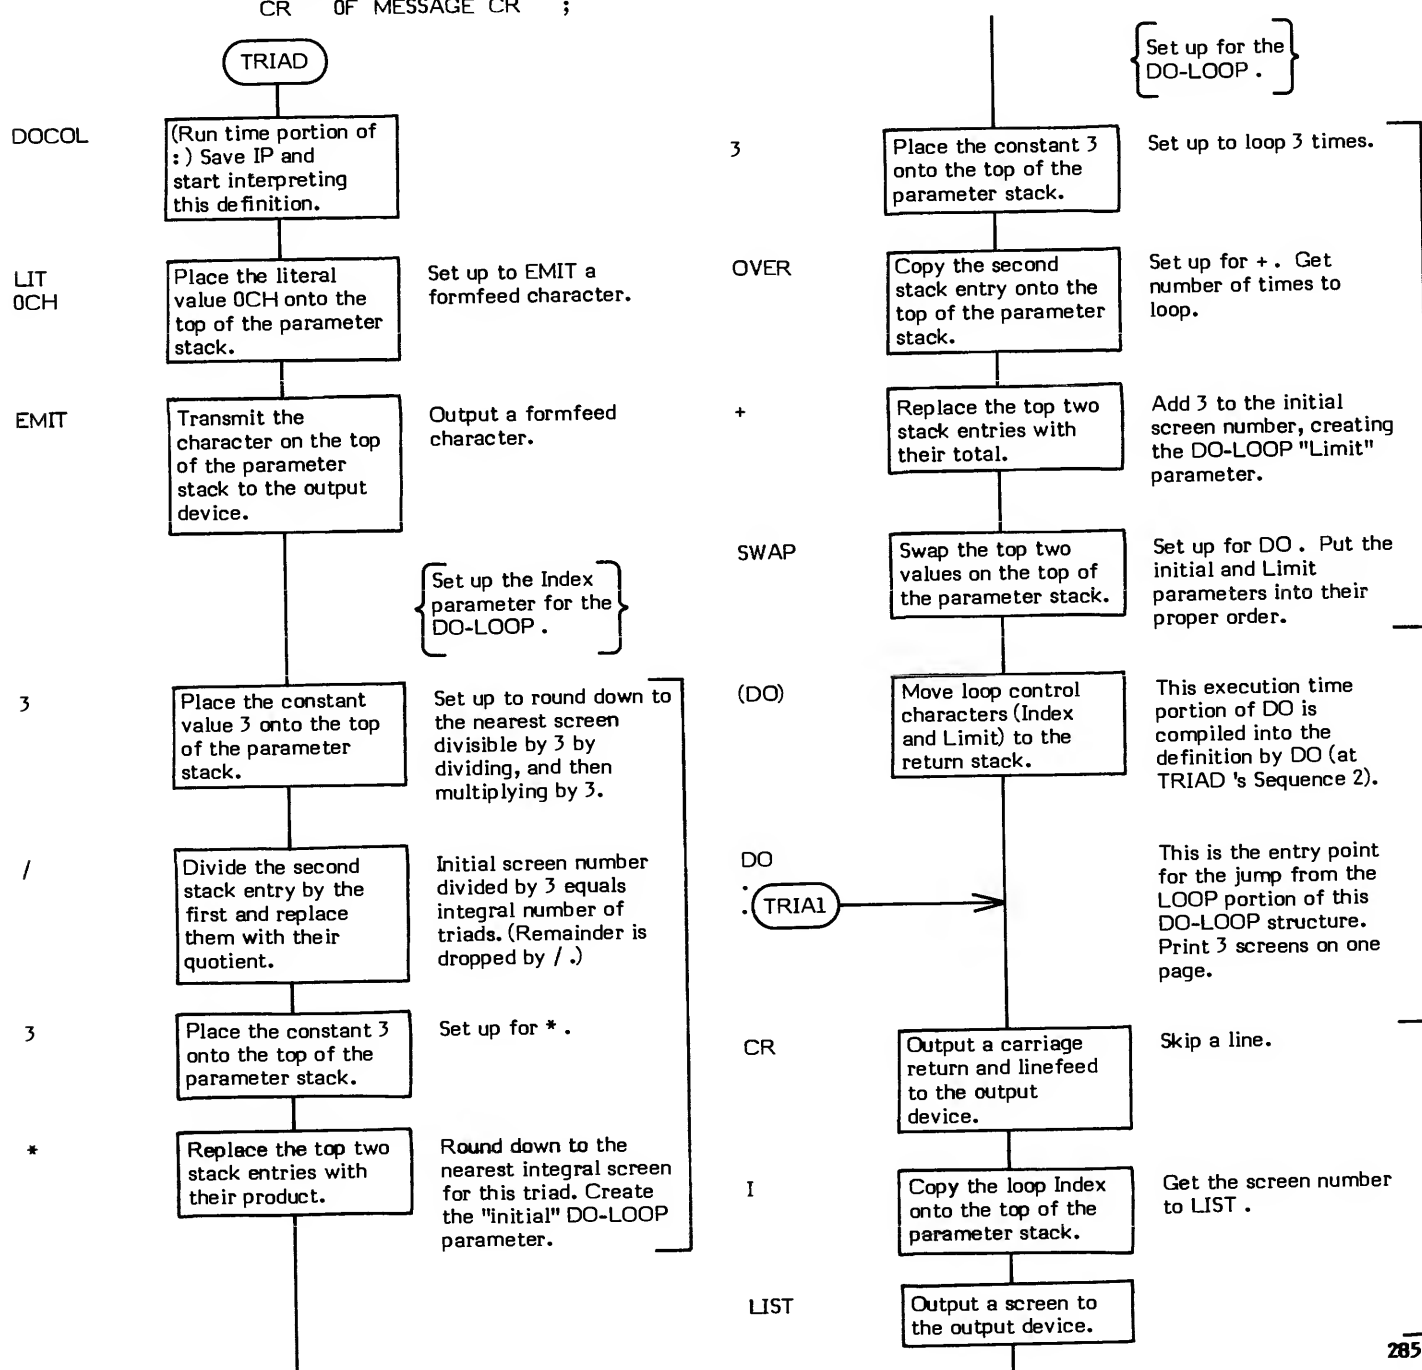 CR OF MESSAGE CR ;
TRIAD
DOCOL
(Run time portion of
: ) Save IP and
start interpreting
this definition.
LIT
0CH
Place the literal
value 0CH onto the
top of the parameter
stack.
Set up to EMIT a
formfeed character.
EMIT
Transmit the
character on the top
of the parameter
stack to the output
device.
Output a formfeed
character.
Set up the Index
parameter for the
DO-LOOP .
3
Place the constant
value 3 onto the top
of the parameter
stack.
Set up to round down to
the nearest screen
divisible by 3 by
dividing, and then
multiplying by 3.
/
Divide the second
stack entry by the
first and replace
them with their
quotient.
Initial screen number
divided by 3 equals
integral number of
triads. (Remainder is
dropped by / .)
3
Place the constant 3
onto the top of the
parameter stack.
Set up for * .
*
Replace the top two
stack entries with
their product.
Round down to the
nearest integral screen
for this triad. Create
the "initial" DO-LOOP
parameter.
Set up for the
DO-LOOP .
3
Place the constant 3
onto the top of the
parameter stack.
Set up to loop 3 times.
OVER
Copy the second
stack entry onto the
top of the parameter
stack.
Set up for + . Get
number of times to
loop.
+
Replace the top two
stack entries with
their total.
Add 3 to the initial
screen number, creating
the DO-LOOP "Limit"
parameter.
SWAP
Swap the top two
values on the top of
the parameter stack.
Set up for DO . Put the
initial and Limit
parameters into their
proper order.
(DO)
Move loop control
characters (Index
and Limit) to the
return stack.
This execution time
portion of DO is
compiled into the
definition by DO (at
TRIAD 's Sequence 2).
DO
:
TRIA1
This is the entry point
for the jump from the
LOOP portion of this
DO-LOOP structure.
Print 3 screens on one
page.
CR
Output a carriage
return and linefeed
to the output
device.
Skip a line.
I
Copy the loop Index
onto the top of the
parameter stack.
Get the screen number
to LIST .
LIST
Output a screen to
the output device.
285